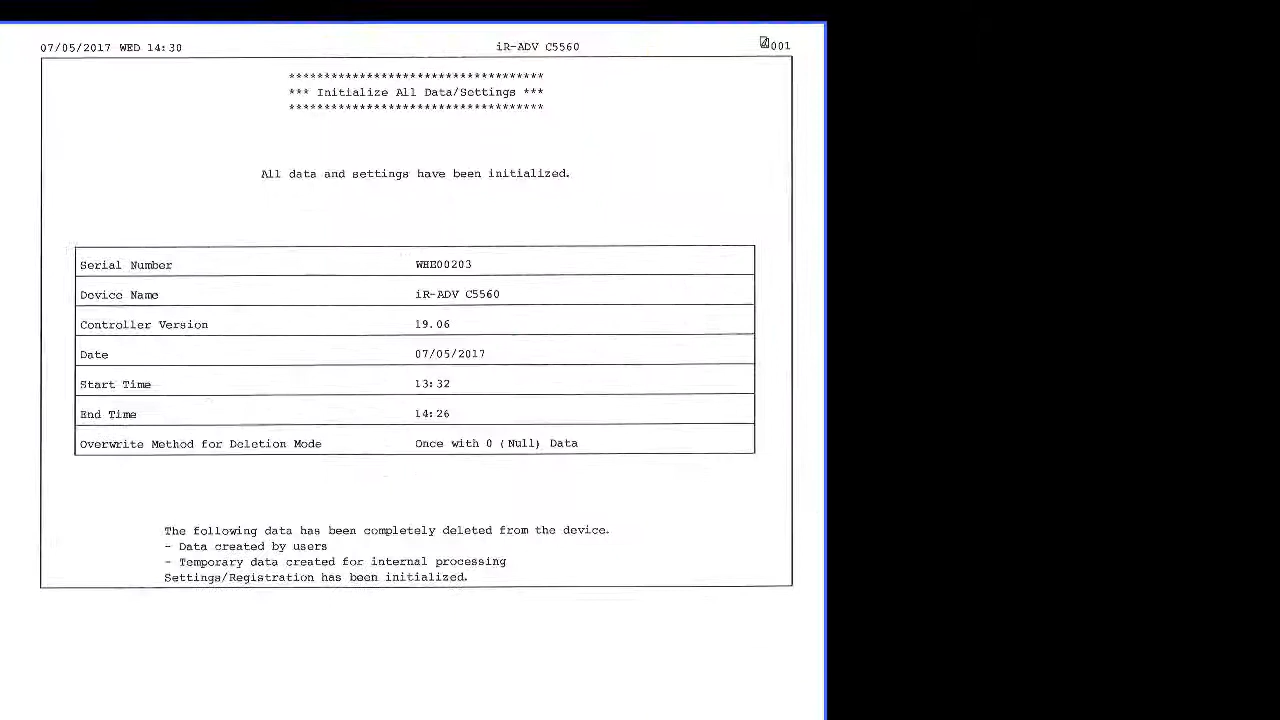 07/05/2017 WED 14:30 iR-ADV C5560 001
************************************
*** Initialize All Data/Settings ***
************************************
All data and settings have been initialized.
Serial Number WHE00203
Device Name iR-ADV C5560
Controller Version 19.06
Date 07/05/2017
Start Time 13:32
End Time 14:26
Overwrite Method for Deletion Mode Once with 0 (Null) Data
The following data has been completely deleted from the device.
- Data created by users
- Temporary data created for internal processing
Settings/Registration has been initialized.